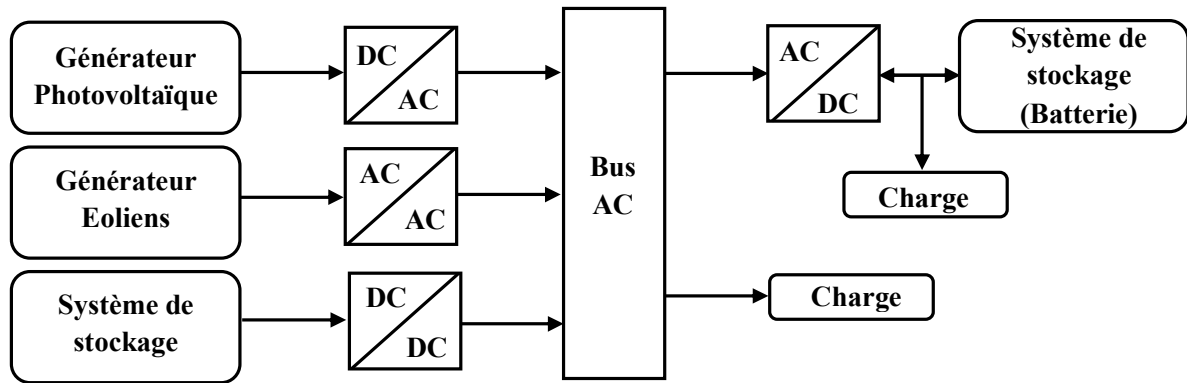 Générateur
Photovoltaïque
DC
AC
Générateur
Eoliens
AC
AC
Système de
stockage
DC
DC
Bus
AC
AC
DC
Système de
stockage
(Batterie)
Charge
Charge